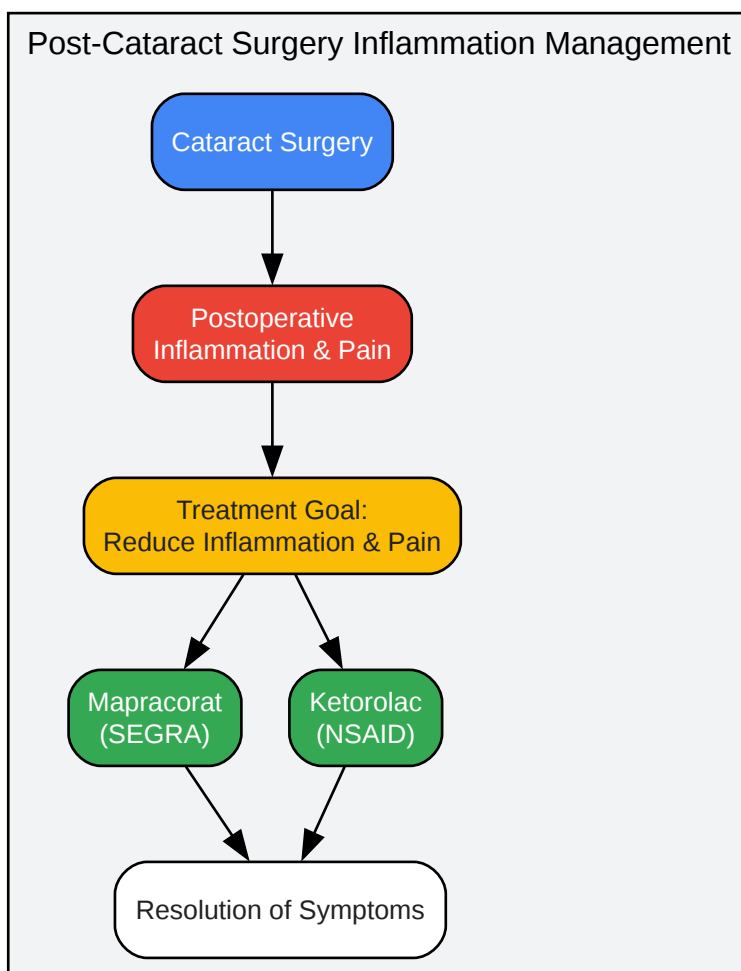 Post-Cataract Surgery Inflammation Management
Cataract Surgery
Postoperative
Inflammation & Pain
Treatment Goal:
Reduce Inflammation & Pain
Mapracorat
(SEGRA)
Ketorolac
(NSAID)
Resolution of Symptoms